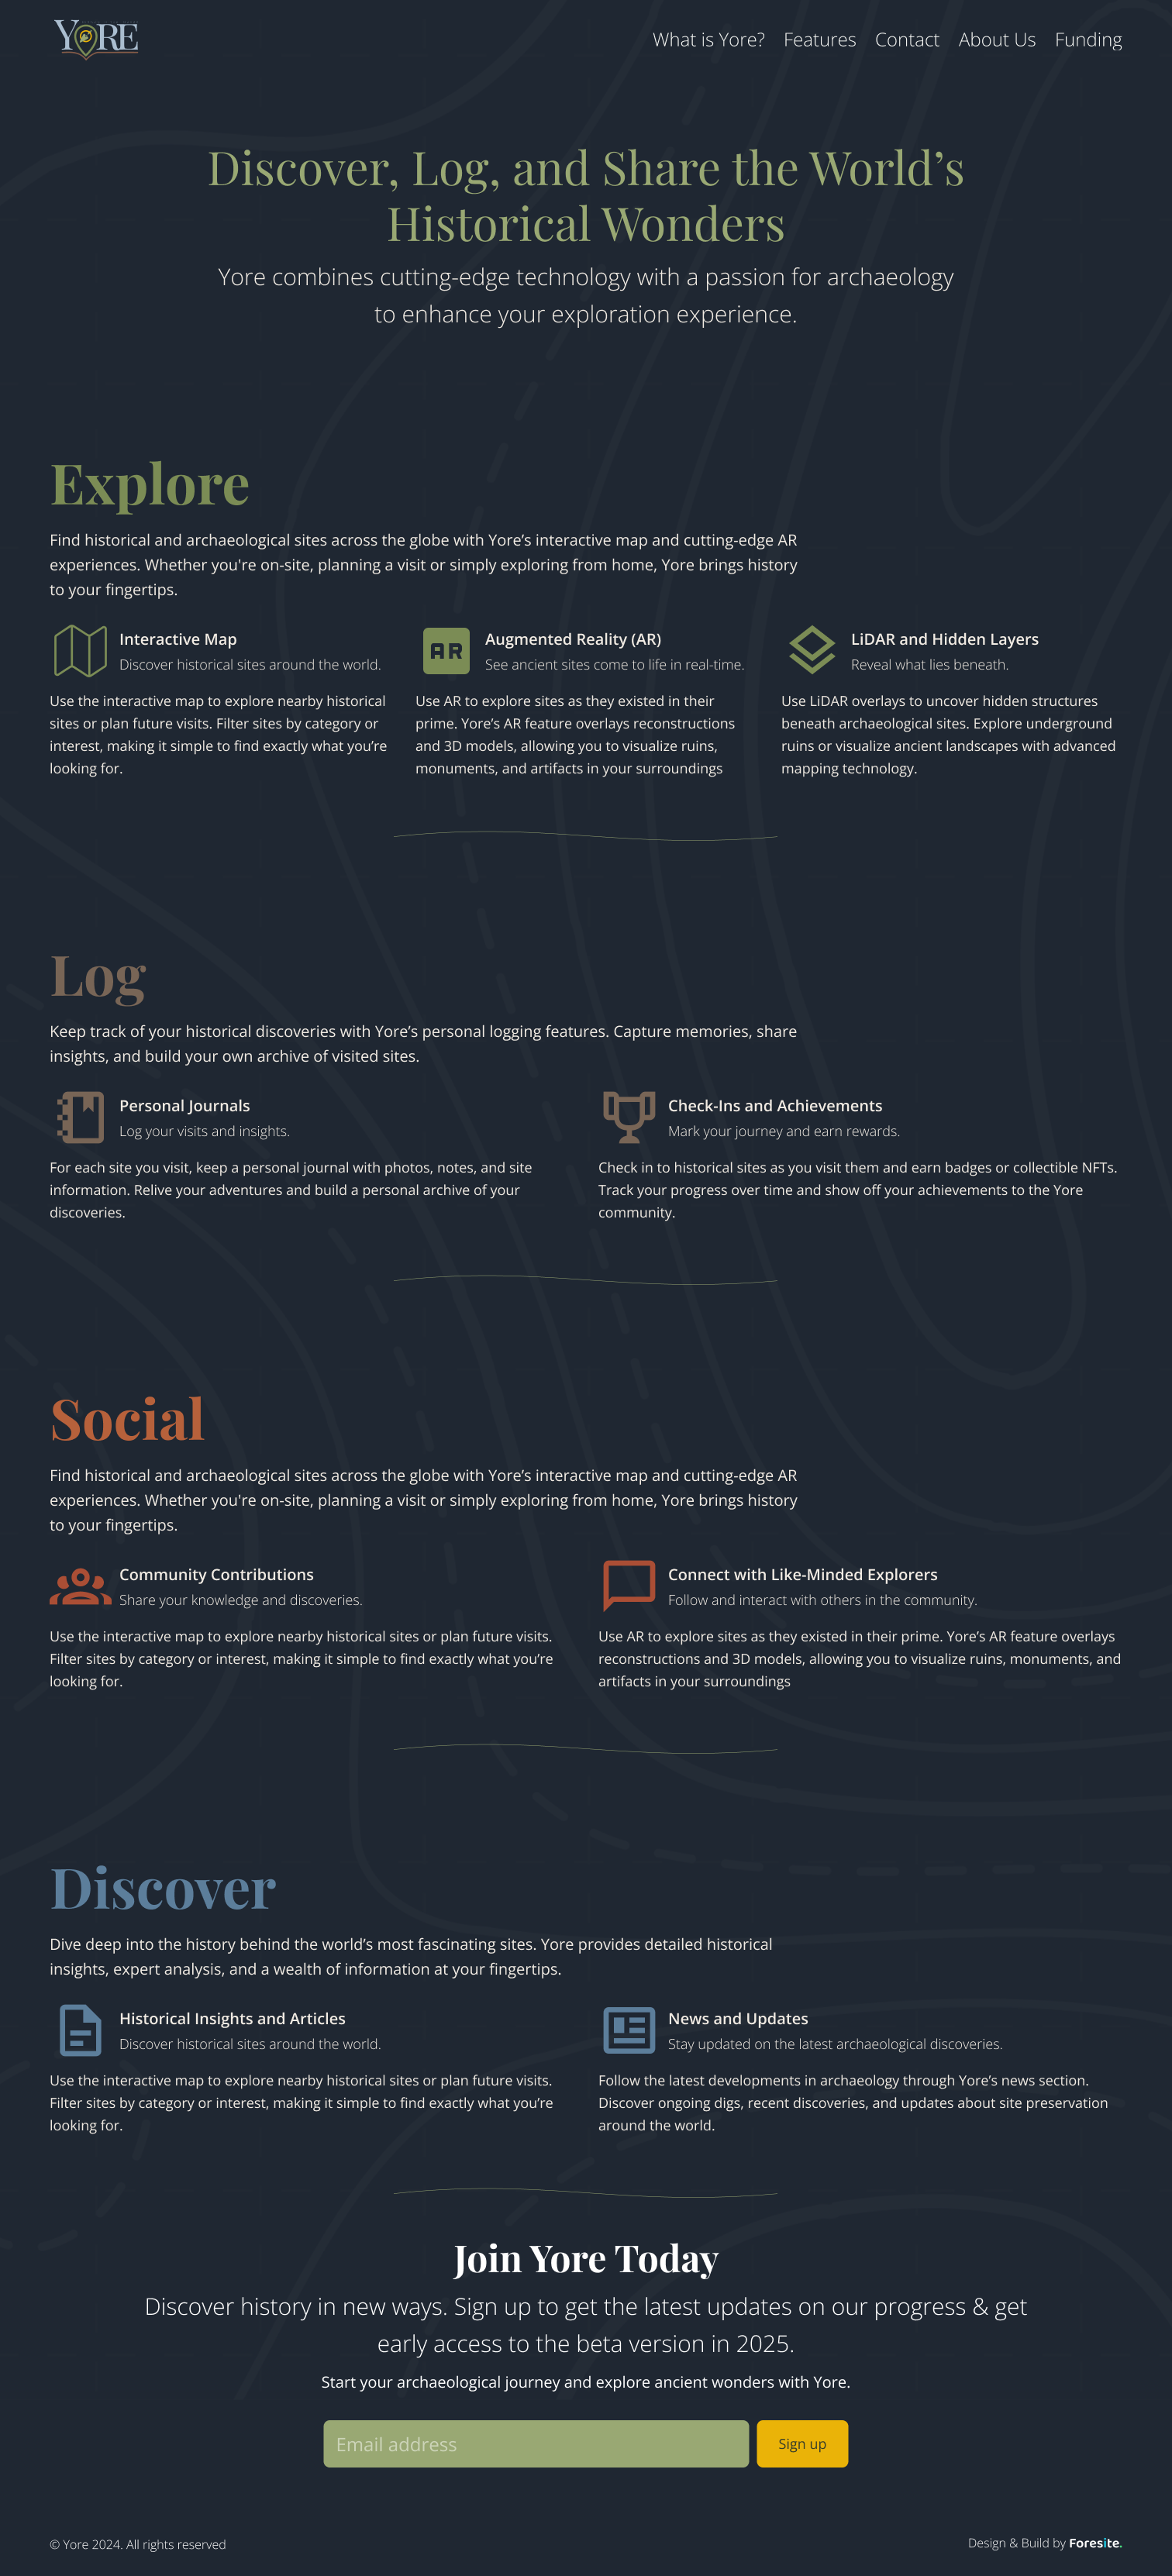 YORE
What is Yore? Features Contact About Us Funding
Discover, Log, and Share the World’s
Historical Wonders
Yore combines cutting-edge technology with a passion for archaeology
to enhance your exploration experience.
Explore
Find historical and archaeological sites across the globe with Yore’s interactive map and cutting-edge AR
experiences. Whether you're on-site, planning a visit or simply exploring from home, Yore brings history
to your fingertips.
Interactive Map
Discover historical sites around the world.
Use the interactive map to explore nearby historical
sites or plan future visits. Filter sites by category or
interest, making it simple to find exactly what you’re
looking for.
AR
Augmented Reality (AR)
See ancient sites come to life in real-time.
Use AR to explore sites as they existed in their
prime. Yore’s AR feature overlays reconstructions
and 3D models, allowing you to visualize ruins,
monuments, and artifacts in your surroundings
LiDAR and Hidden Layers
Reveal what lies beneath.
Use LiDAR overlays to uncover hidden structures
beneath archaeological sites. Explore underground
ruins or visualize ancient landscapes with advanced
mapping technology.
Log
Keep track of your historical discoveries with Yore’s personal logging features. Capture memories, share
insights, and build your own archive of visited sites.
Personal Journals
Log your visits and insights.
For each site you visit, keep a personal journal with photos, notes, and site
information. Relive your adventures and build a personal archive of your
discoveries.
Check-Ins and Achievements
Mark your journey and earn rewards.
Check in to historical sites as you visit them and earn badges or collectible NFTs.
Track your progress over time and show off your achievements to the Yore
community.
Social
Find historical and archaeological sites across the globe with Yore’s interactive map and cutting-edge AR
experiences. Whether you're on-site, planning a visit or simply exploring from home, Yore brings history
to your fingertips.
Community Contributions
Share your knowledge and discoveries.
Use the interactive map to explore nearby historical sites or plan future visits.
Filter sites by category or interest, making it simple to find exactly what you’re
looking for.
Connect with Like-Minded Explorers
Follow and interact with others in the community.
Use AR to explore sites as they existed in their prime. Yore’s AR feature overlays
reconstructions and 3D models, allowing you to visualize ruins, monuments, and
artifacts in your surroundings
Discover
Dive deep into the history behind the world’s most fascinating sites. Yore provides detailed historical
insights, expert analysis, and a wealth of information at your fingertips.
Historical Insights and Articles
Discover historical sites around the world.
Use the interactive map to explore nearby historical sites or plan future visits.
Filter sites by category or interest, making it simple to find exactly what you’re
looking for.
News and Updates
Stay updated on the latest archaeological discoveries.
Follow the latest developments in archaeology through Yore’s news section.
Discover ongoing digs, recent discoveries, and updates about site preservation
around the world.
Join Yore Today
Discover history in new ways. Sign up to get the latest updates on our progress & get
early access to the beta version in 2025.
Start your archaeological journey and explore ancient wonders with Yore.
Email address
Sign up
© Yore 2024. All rights reserved
Design & Build by Foresite.